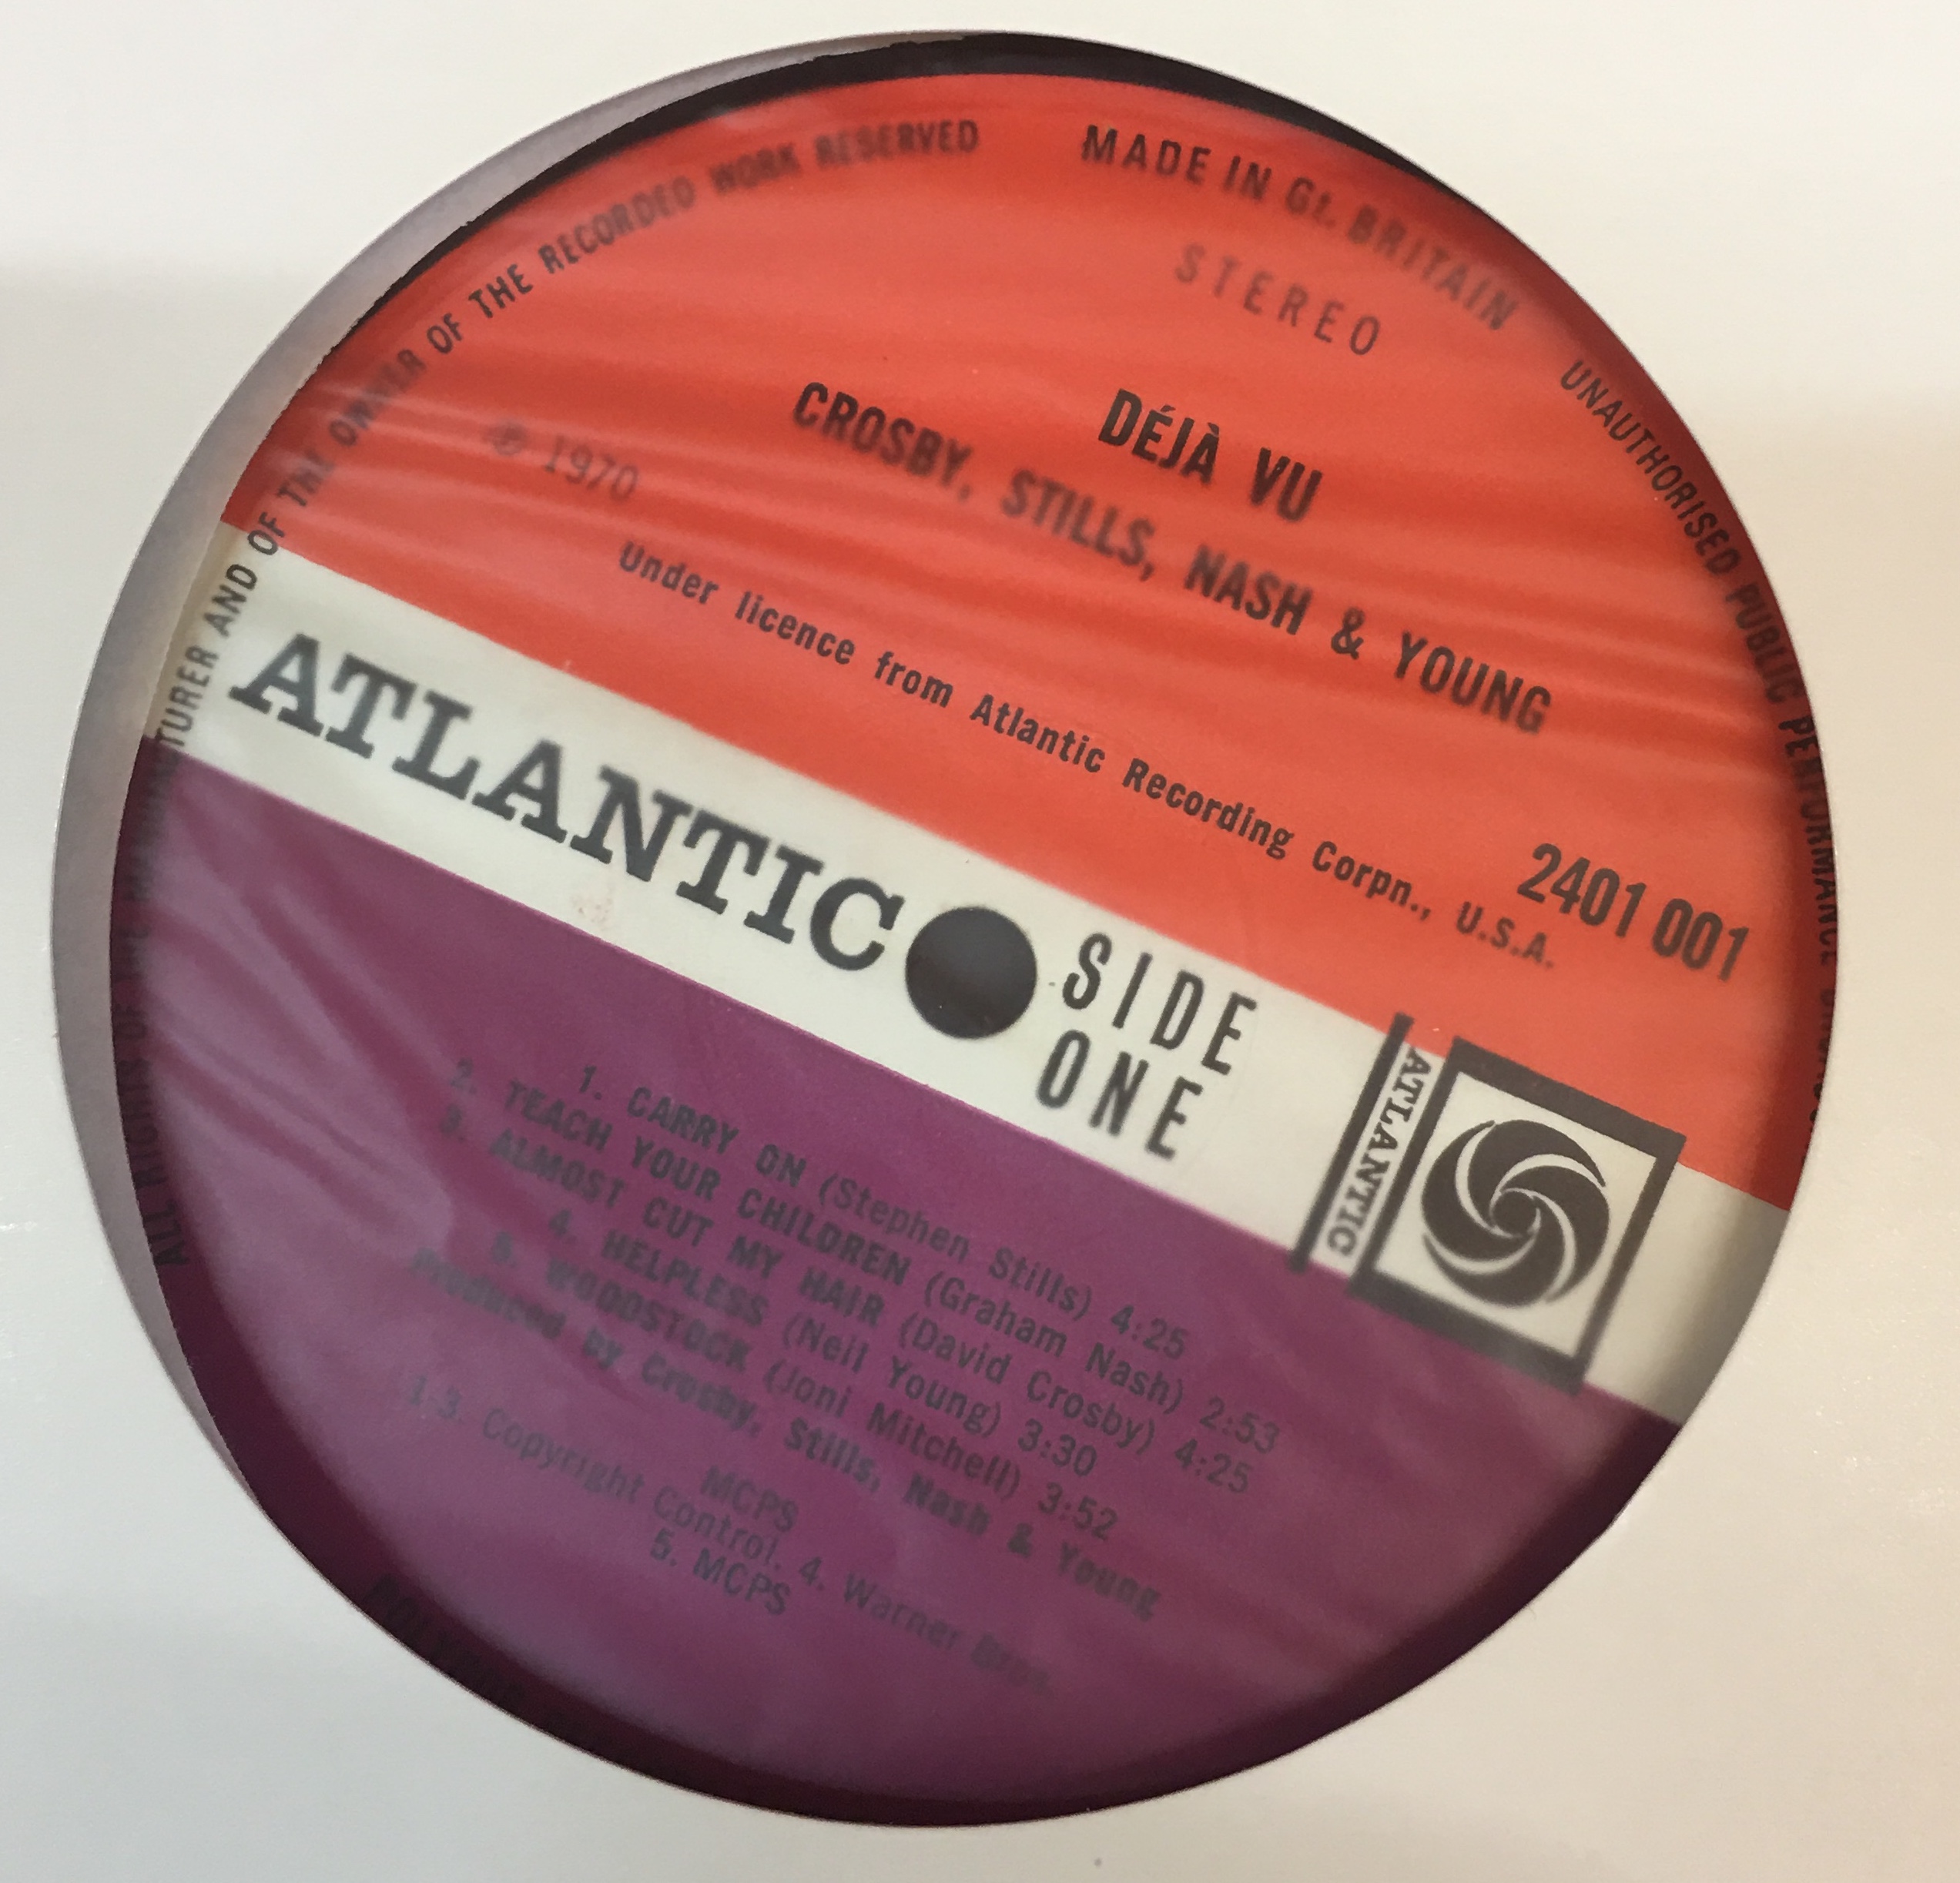 ALL RIGHTS OF THE MANUFACTURER AND OF THE OWNER OF THE RECORDED WORK RESERVED
MADE IN Gt. BRITAIN
UNAUTHORISED PUBLIC PERFORMANCE
STEREO
DÉJÀ VU
CROSBY, STILLS, NASH & YOUNG
℗ 1970
Under licence from Atlantic Recording Corpn., U.S.A.
2401 001
ATLANTIC
SIDE
ONE
ATLANTIC
1. CARRY ON (Stephen Stills) 4:25
2. TEACH YOUR CHILDREN (Graham Nash) 2:53
3. ALMOST CUT MY HAIR (David Crosby) 4:25
4. HELPLESS (Neil Young) 3:30
5. WOODSTOCK (Joni Mitchell) 3:52
Produced by Crosby, Stills, Nash & Young
MCPS
1-3. Copyright Control. 4. Warner Bros.
5. MCPS